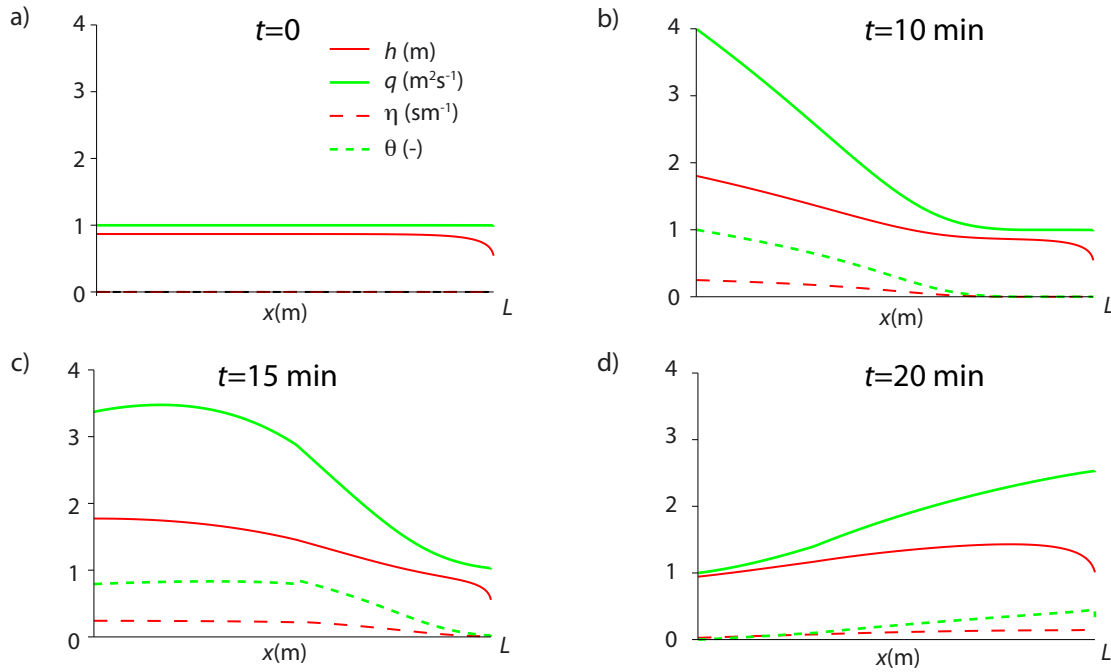 a)
t=0
4
3
2
1
0
h (m)
q (m²s⁻¹)
η (sm⁻¹)
θ (-)
x(m)
L
b)
t=10 min
4
3
2
1
0
x(m)
L
c)
t=15 min
4
3
2
1
0
x(m)
L
d)
t=20 min
4
3
2
1
0
x(m)
L